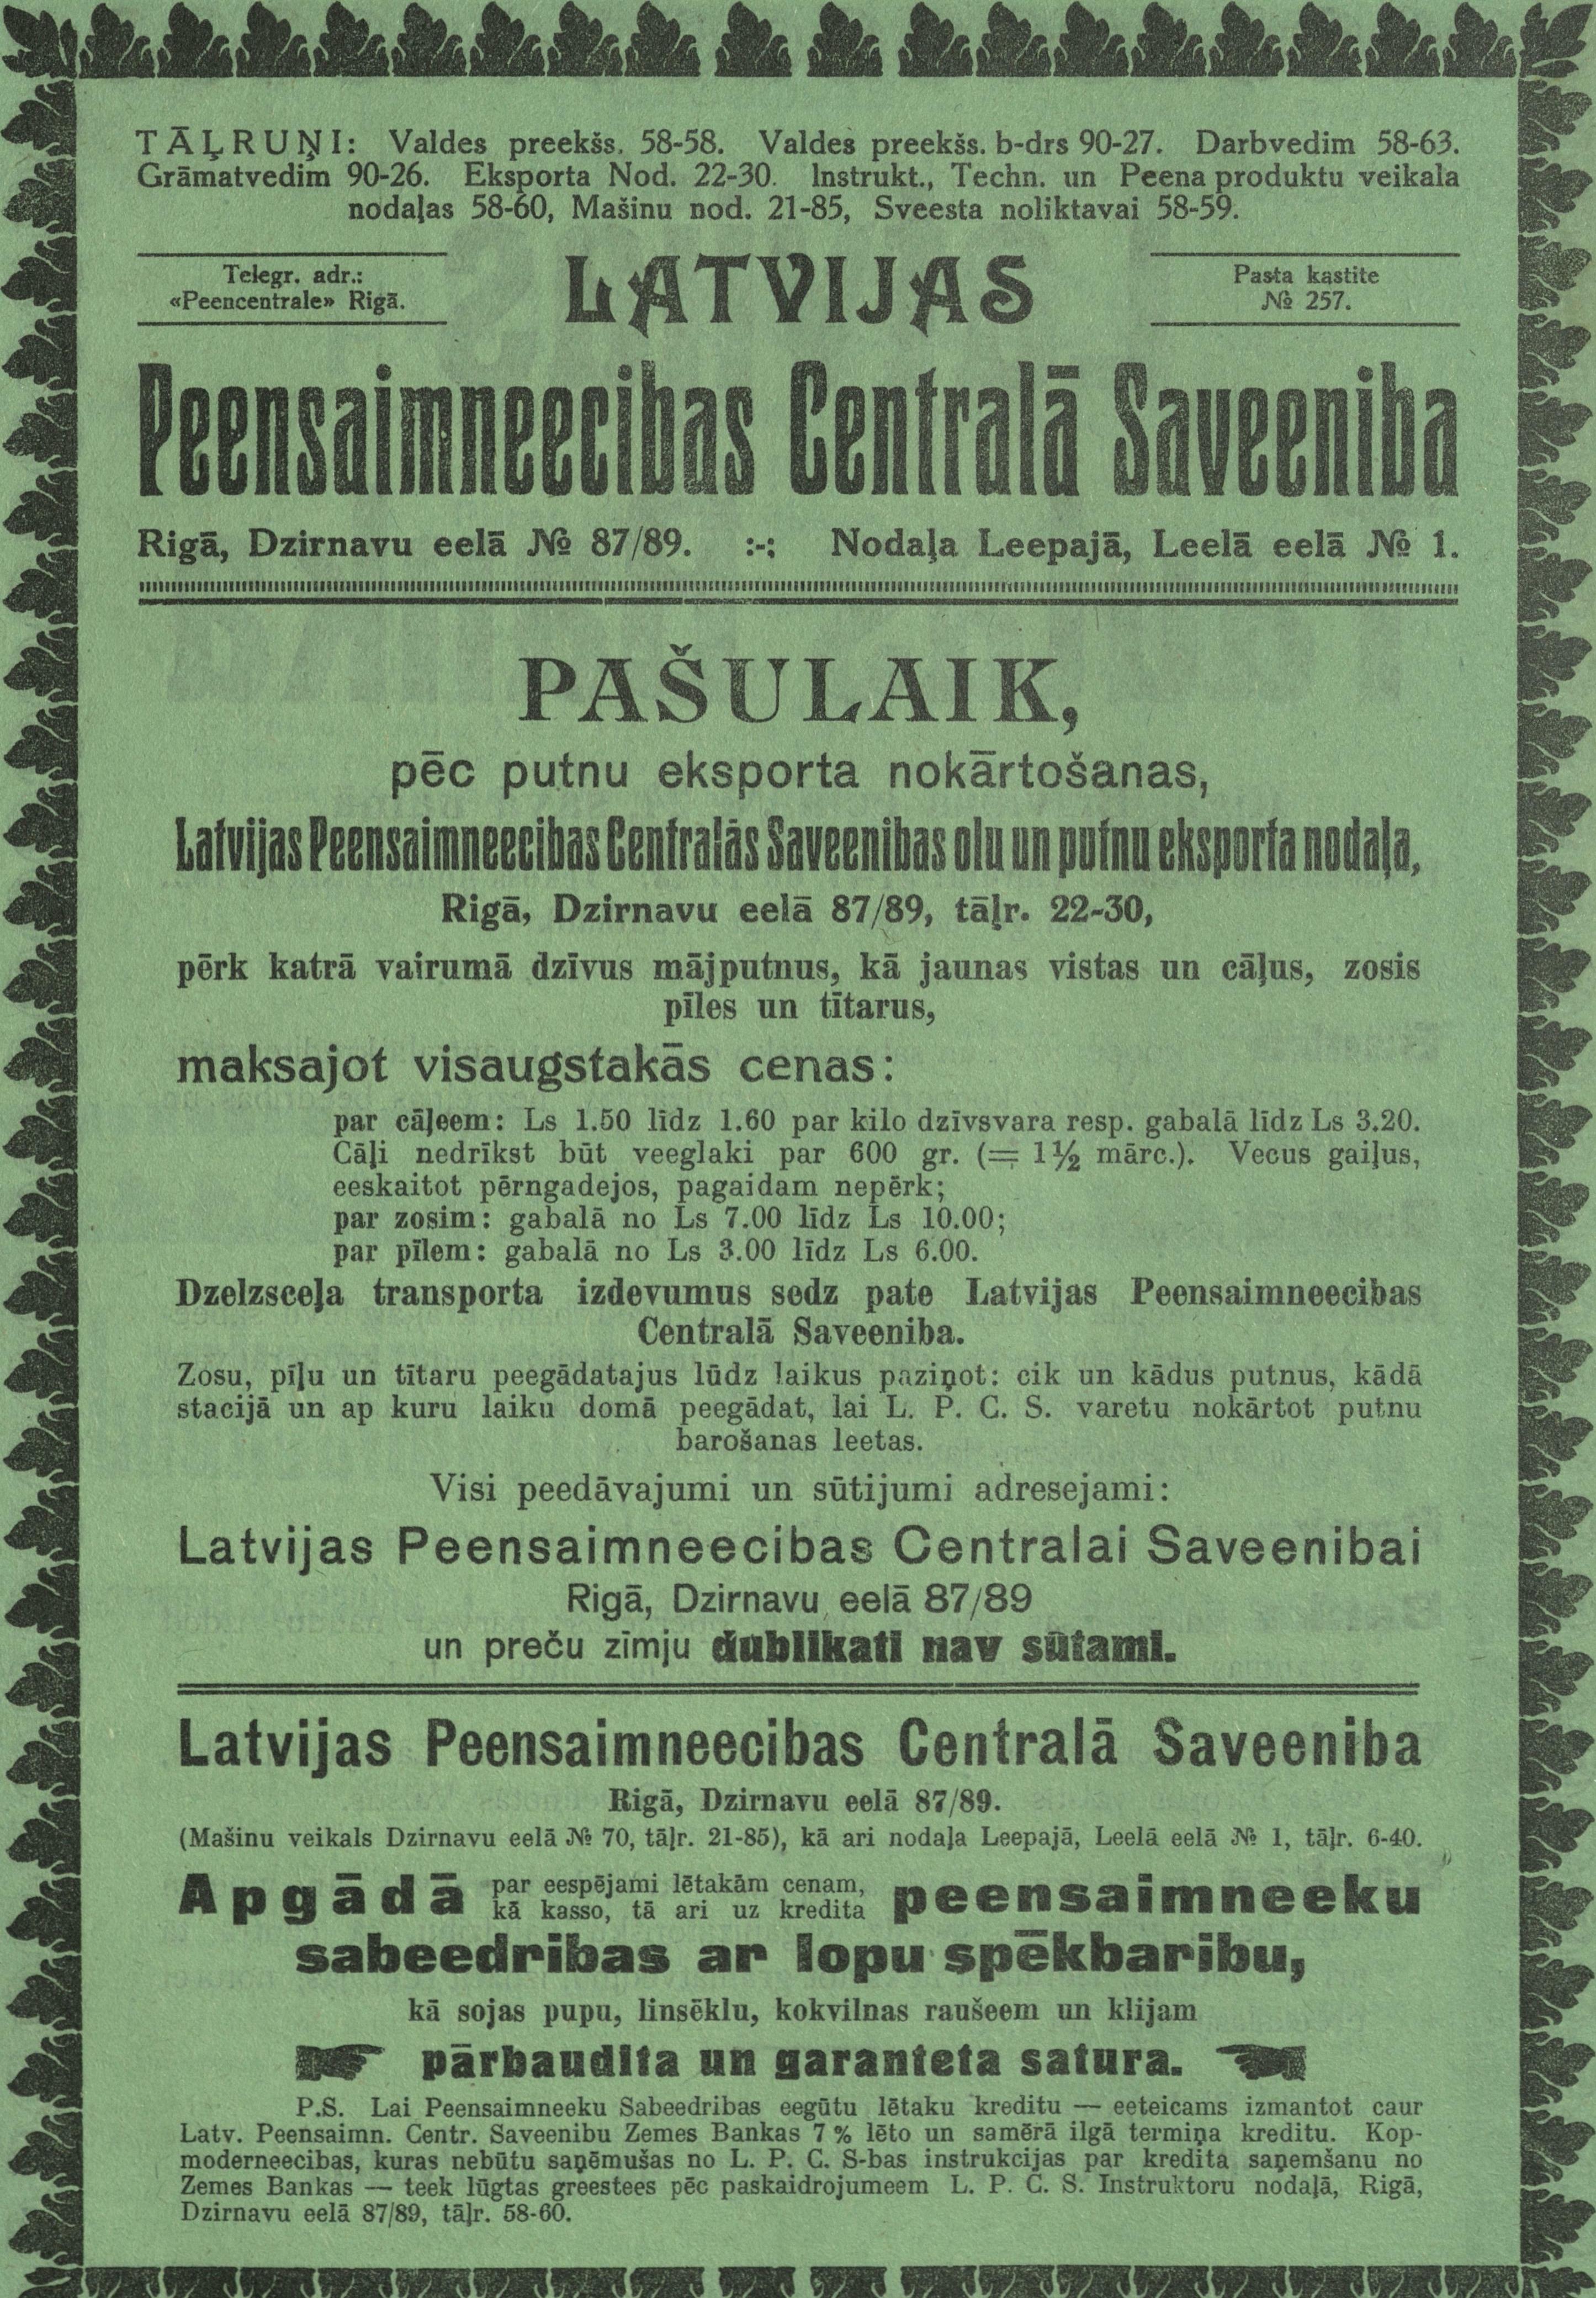 TĀĻRUŅI: Valdes preekšs. 58-58. Valdes preekšs. b-drs 90-27. Darbvedim 58-63.
Grāmatvedim 90-26. Eksporta Nod. 22-30. Instrukt., Techn. un Peena produktu veikala
nodaļas 58-60, Mašinu nod. 21-85, Sveesta noliktavai 58-59.
Telegr. adr.:
«Peencentrale» Rigā.
LATVIJAS
Pasta kastite
№ 257.
Peensaimneecibas Centralā Saveeniba
Rigā, Dzirnavu eelā № 87/89. :-: Nodaļa Leepajā, Leelā eelā № 1.
PAŠULAIK,
pēc putnu eksporta nokārtošanas,
Latvijas Peensaimneecibas Centralās Saveenibas olu un putnu eksporta nodaļa,
Rigā, Dzirnavu eelā 87/89, tāļr. 22-30,
pērk katrā vairumā dzīvus mājputnus, kā jaunas vistas un cāļus, zosis
pīles un tītarus,
maksajot visaugstakās cenas:
par cāļeem: Ls 1.50 līdz 1.60 par kilo dzīvsvara resp. gabalā līdz Ls 3.20.
Cāļi nedrīkst būt veeglaki par 600 gr. (= 1½ mārc.). Vecus gaiļus,
eeskaitot pērngadejos, pagaidam nepērk;
par zosim: gabalā no Ls 7.00 līdz Ls 10.00;
par pīlem: gabalā no Ls 3.00 līdz Ls 6.00.
Dzelzsceļa transporta izdevumus sedz pate Latvijas Peensaimneecibas
Centralā Saveeniba.
Zosu, pīļu un tītaru peegādatajus lūdz laikus paziņot: cik un kādus putnus, kādā
stacijā un ap kuru laiku domā peegādat, lai L. P. C. S. varetu nokārtot putnu
barošanas leetas.
Visi peedāvajumi un sūtijumi adresejami:
Latvijas Peensaimneecibas Centralai Saveenibai
Rigā, Dzirnavu eelā 87/89
un preču zīmju dublikati nav sūtami.
Latvijas Peensaimneecibas Centralā Saveeniba
Rigā, Dzirnavu eelā 87/89.
(Mašinu veikals Dzirnavu eelā № 70, tāļr. 21-85), kā ari nodaļa Leepajā, Leelā eelā № 1, tāļr. 6-40.
Apgādā par eespējami lētakām cenam, kā kasso, tā ari uz kredita peensaimneeku
sabeedribas ar lopu spēkbaribu,
kā sojas pupu, linsēklu, kokvilnas raušeem un klijam
pārbaudita un garanteta satura.
P.S. Lai Peensaimneeku Sabeedribas eegūtu lētaku kreditu — eeteicams izmantot caur
Latv. Peensaimn. Centr. Saveenibu Zemes Bankas 7 % lēto un samērā ilgā termiņa kreditu. Kop-
moderneecibas, kuras nebūtu saņēmušas no L. P. C. S-bas instrukcijas par kredita saņemšanu no
Zemes Bankas — teek lūgtas greestees pēc paskaidrojumeem L. P. C. S. Instruktoru nodaļā, Rigā,
Dzirnavu eelā 87/89, tāļr. 58-60.